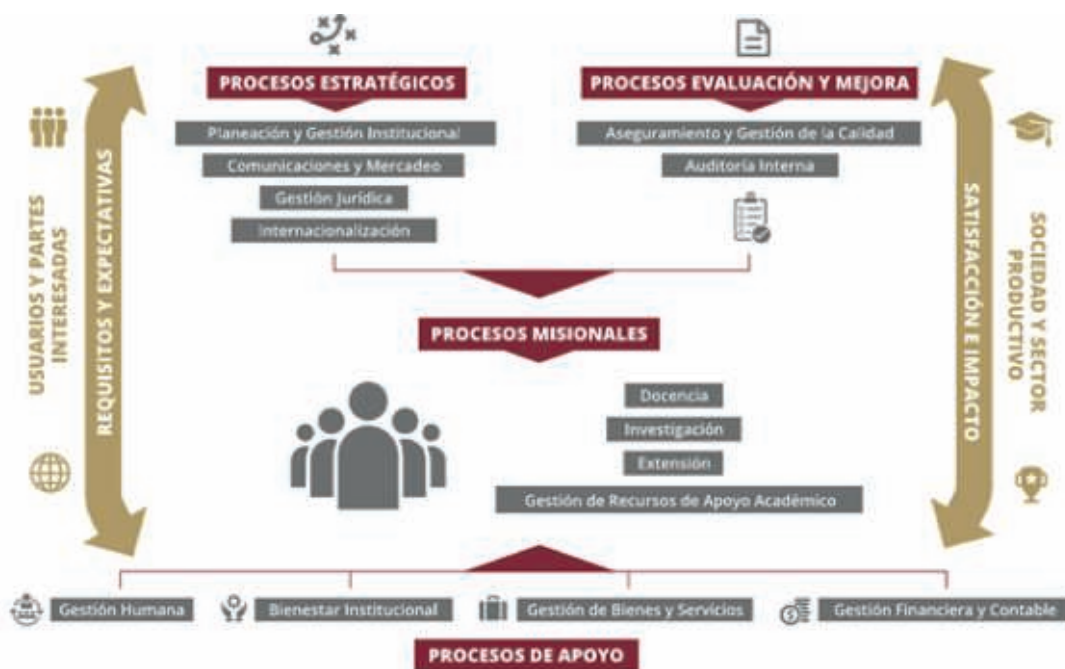 PROCESOS ESTRATÉGICOS
Planeación y Gestión Institucional
Comunicaciones y Mercadeo
Gestión Jurídica
Internacionalización
PROCESOS EVALUACIÓN Y MEJORA
Aseguramiento y Gestión de la Calidad
Auditoría Interna
USUARIOS Y PARTES
INTERESADAS
REQUISITOS Y EXPECTATIVAS
PROCESOS MISIONALES
Docencia
Investigación
Extensión
Gestión de Recursos de Apoyo Académico
SATISFACCIÓN E IMPACTO
SOCIEDAD Y SECTOR
PRODUCTIVO
Gestión Humana
Bienestar Institucional
Gestión de Bienes y Servicios
Gestión Financiera y Contable
PROCESOS DE APOYO